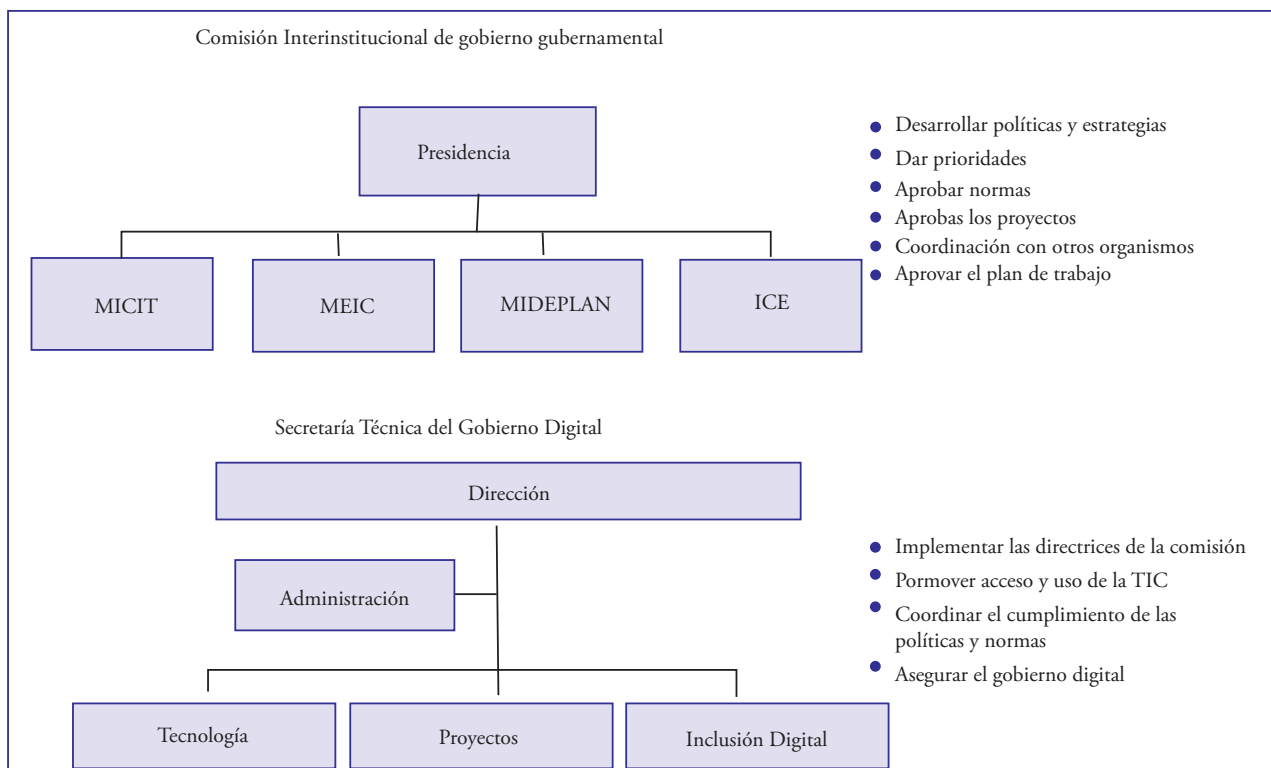 Comisión Interinstitucional de gobierno gubernamental
Presidencia
MICIT
MEIC
MIDEPLAN
ICE
Desarrollar políticas y estrategias
Dar prioridades
Aprobar normas
Aprobas los proyectos
Coordinación con otros organismos
Aprovar el plan de trabajo
Secretaría Técnica del Gobierno Digital
Dirección
Administración
Tecnología
Proyectos
Inclusión Digital
Implementar las directrices de la comisión
Pormover acceso y uso de la TIC
Coordinar el cumplimiento de las
políticas y normas
Asegurar el gobierno digital